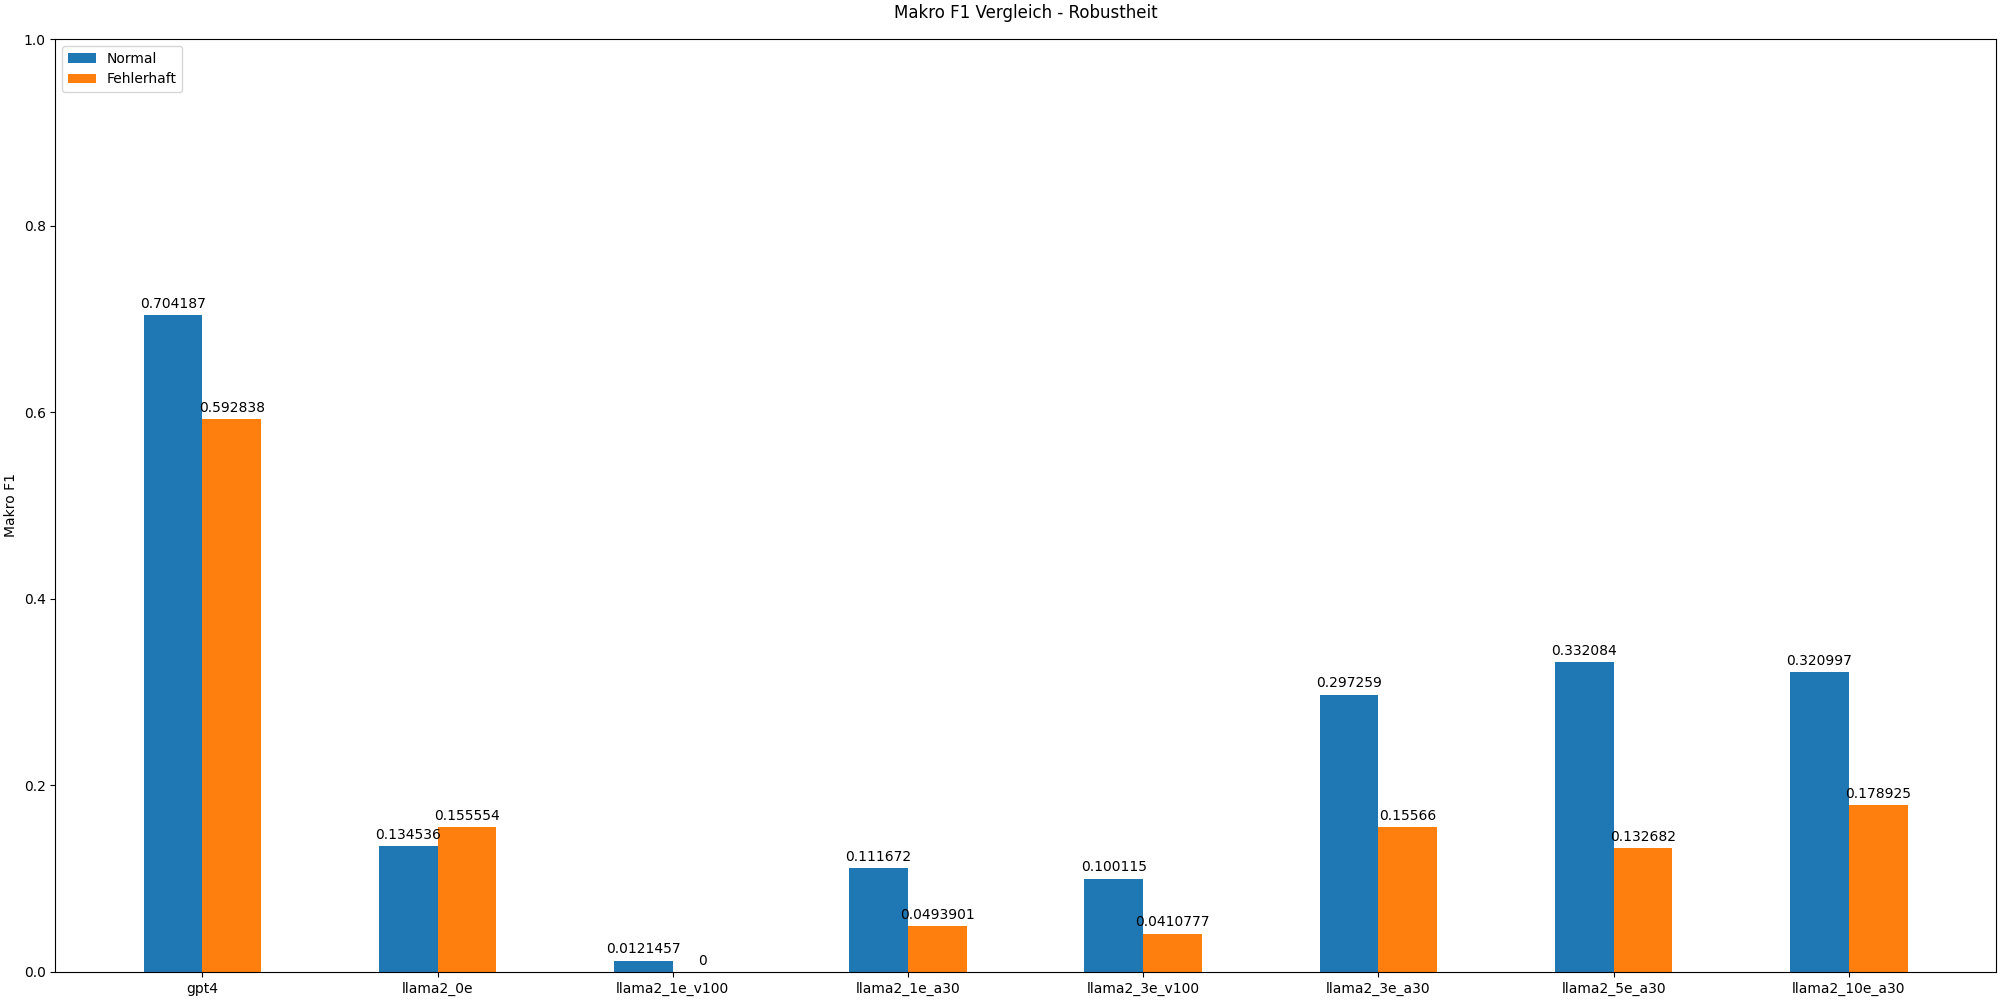 Makro F1 Vergleich - Robustheit
1.0
0.8
0.6
0.4
0.2
0.0
Makro F1
Normal
Fehlerhaft
0.704187
0.592838
0.134536
0.155554
0.0121457
0
0.111672
0.0493901
0.100115
0.0410777
0.297259
0.15566
0.332084
0.132682
0.320997
0.178925
gpt4
llama2_0e
llama2_1e_v100
llama2_1e_a30
llama2_3e_v100
llama2_3e_a30
llama2_5e_a30
llama2_10e_a30